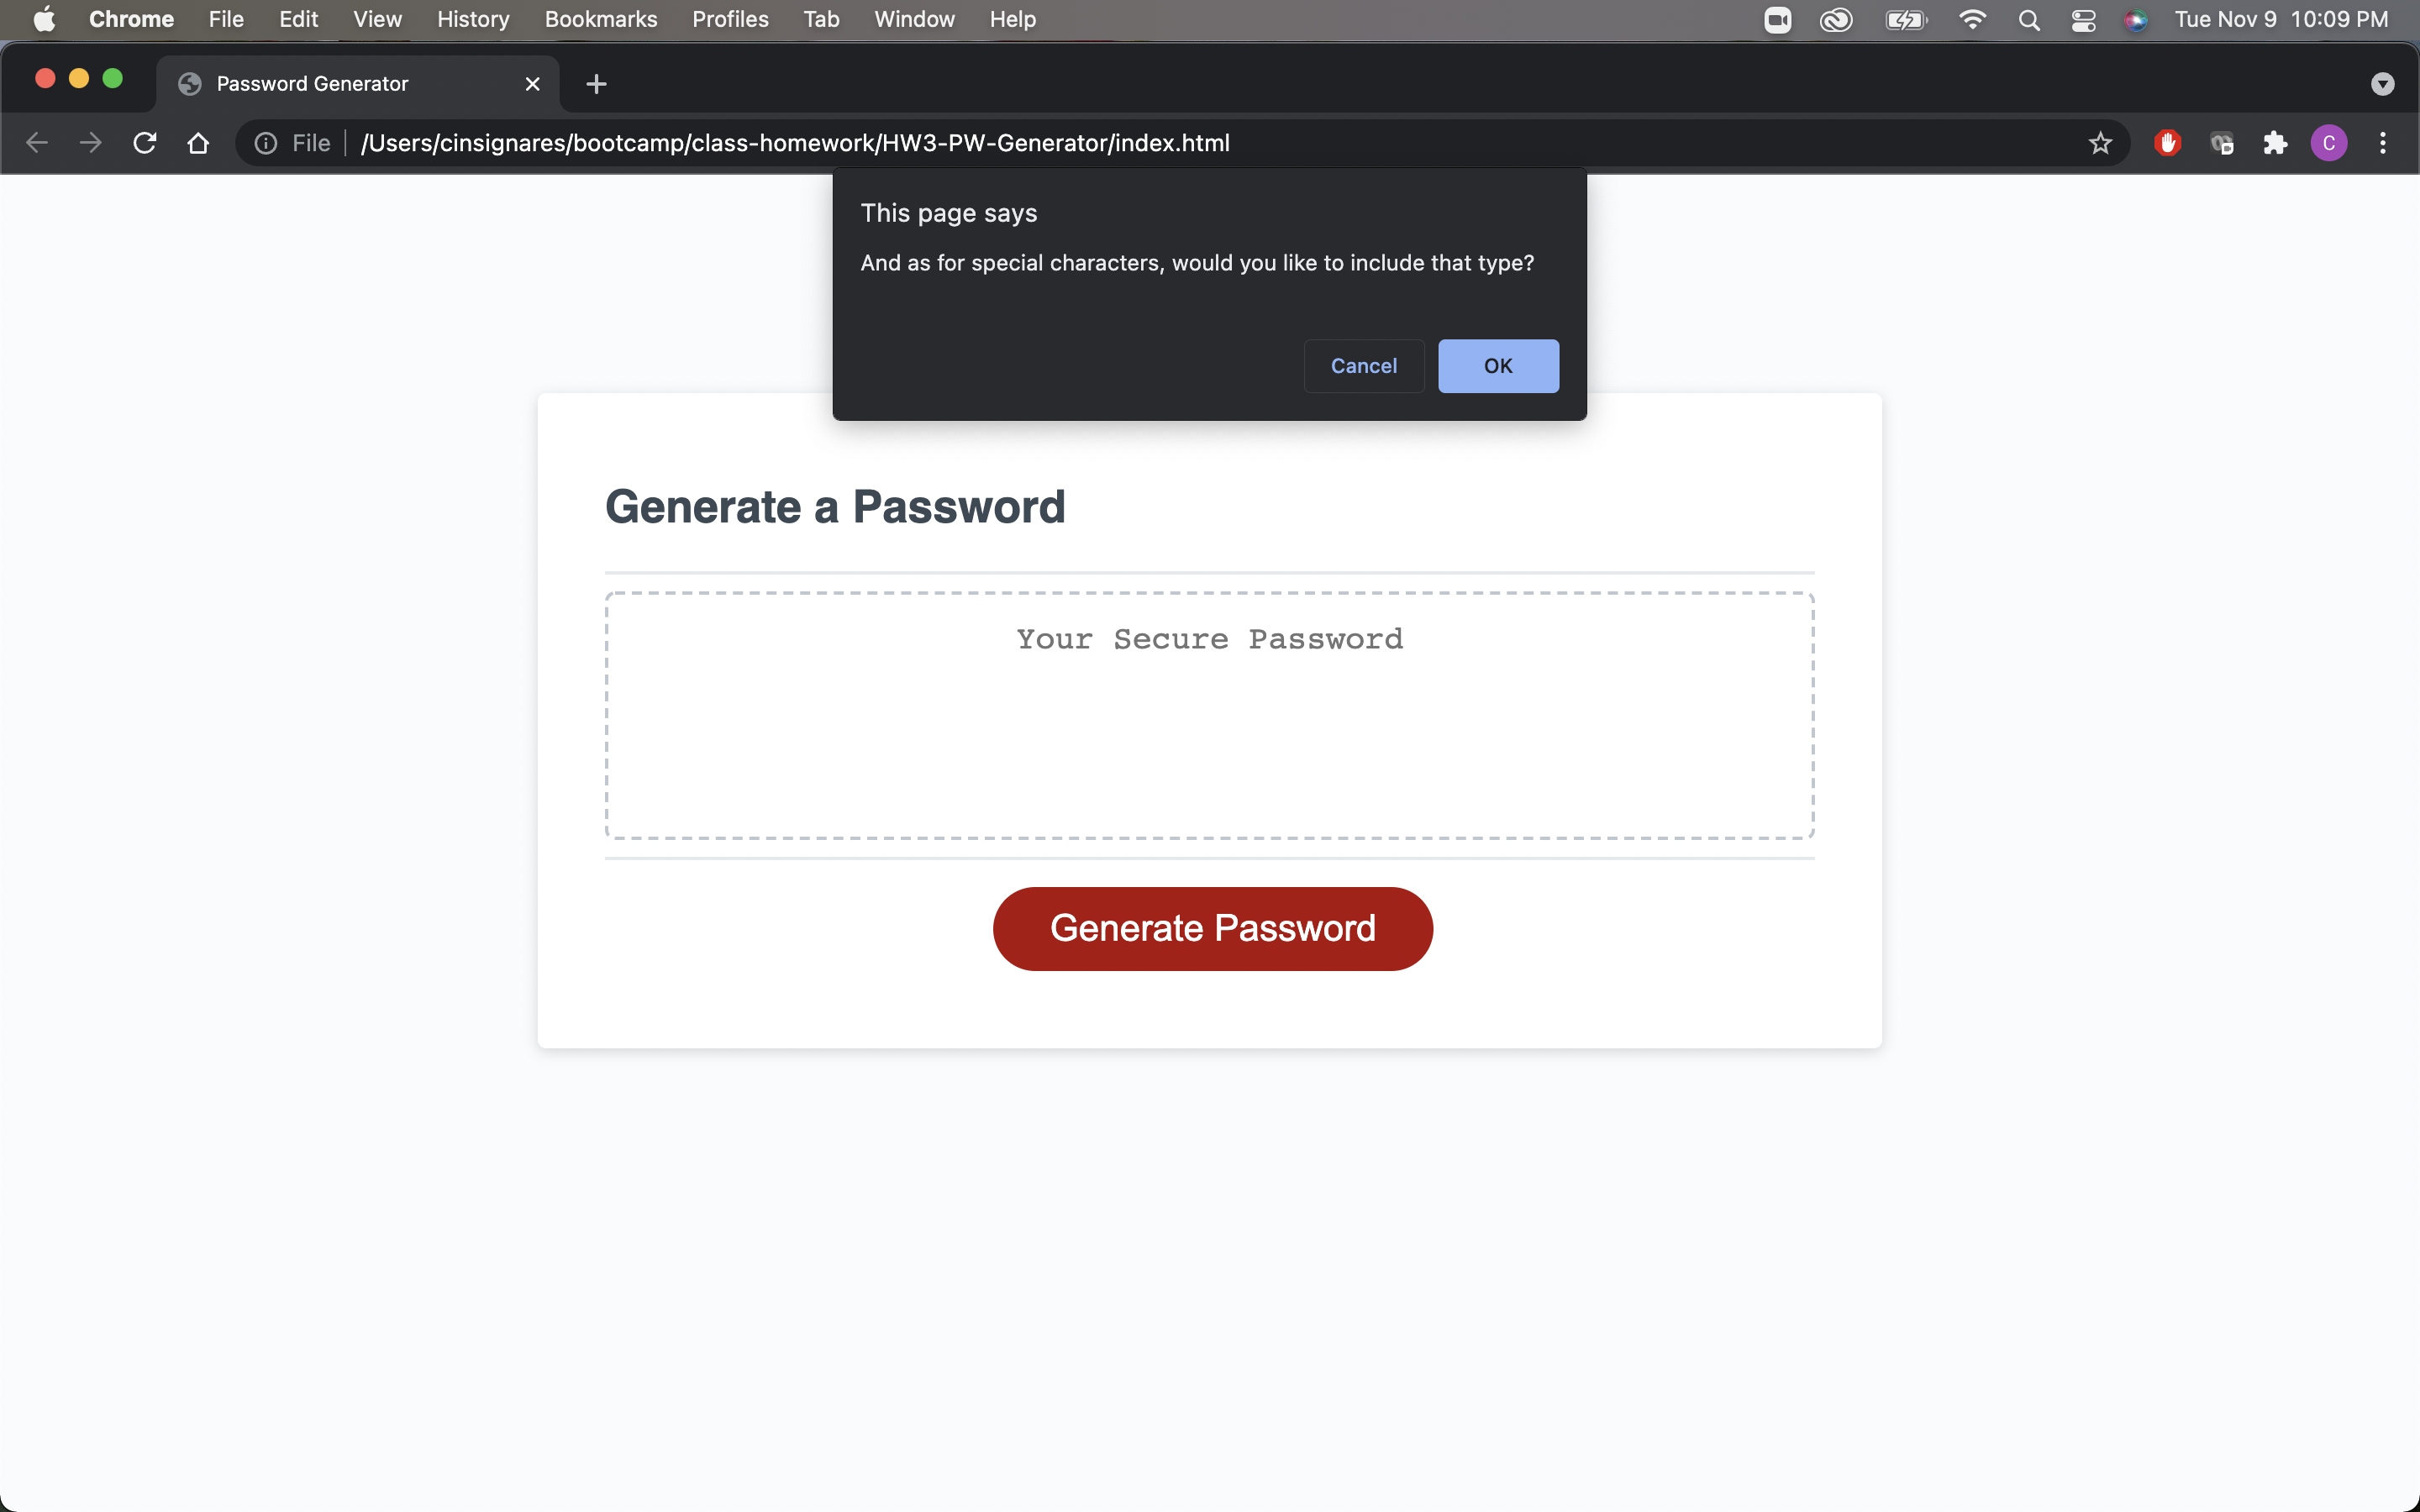 Chrome File Edit View History Bookmarks Profiles Tab Window Help Tue Nov 9 10:09 PM
Password Generator
File /Users/cinsignares/bootcamp/class-homework/HW3-PW-Generator/index.html C
This page says
And as for special characters, would you like to include that type?
Cancel OK
Generate a Password
Your Secure Password
Generate Password